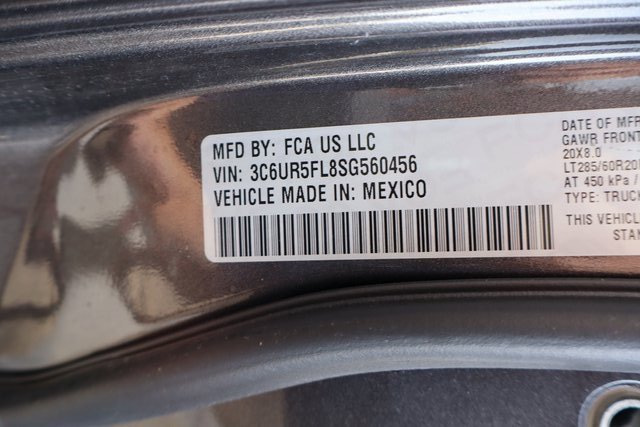 MFD BY: FCA US LLC
VIN: 3C6UR5FL8SG560456
VEHICLE MADE IN: MEXICO
DATE OF MFR
GAWR FRONT
20X8.0
LT285/60R20
AT 450 kPa /
TYPE: TRUCK
THIS VEHICL
STAN